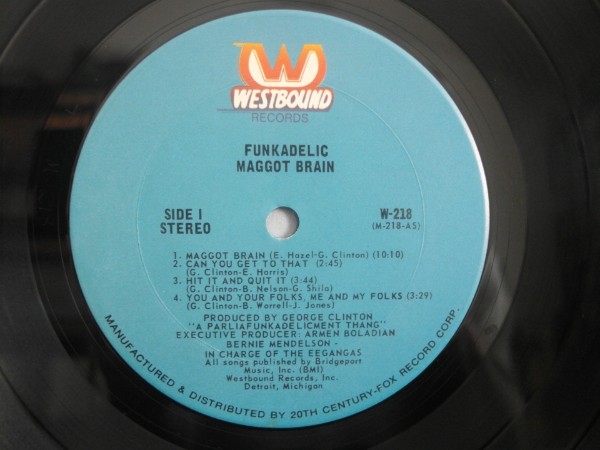 W
WESTBOUND
RECORDS
FUNKADELIC
MAGGOT BRAIN
SIDE I
STEREO
W-218
(M-218-AS)
1. MAGGOT BRAIN (E. Hazel-G. Clinton) (10:10)
2. CAN YOU GET TO THAT (2:45)
(G. Clinton-E. Harris)
3. HIT IT AND QUIT IT (3:44)
(G. Clinton-B. Nelson-G. Shila)
4. YOU AND YOUR FOLKS, ME AND MY FOLKS (3:29)
(G. Clinton-B. Worrell-J. Jones)
PRODUCED BY GEORGE CLINTON
"A PARLIAFUNKADELICMENT THANG"
EXECUTIVE PRODUCER: ARMEN BOLADIAN
BERNIE MENDELSON -
IN CHARGE OF THE EEGANGAS
All songs published by Bridgeport
Music, Inc. (BMI)
Westbound Records, Inc.
Detroit, Michigan
MANUFACTURED & DISTRIBUTED BY 20TH CENTURY-FOX RECORD CORP.